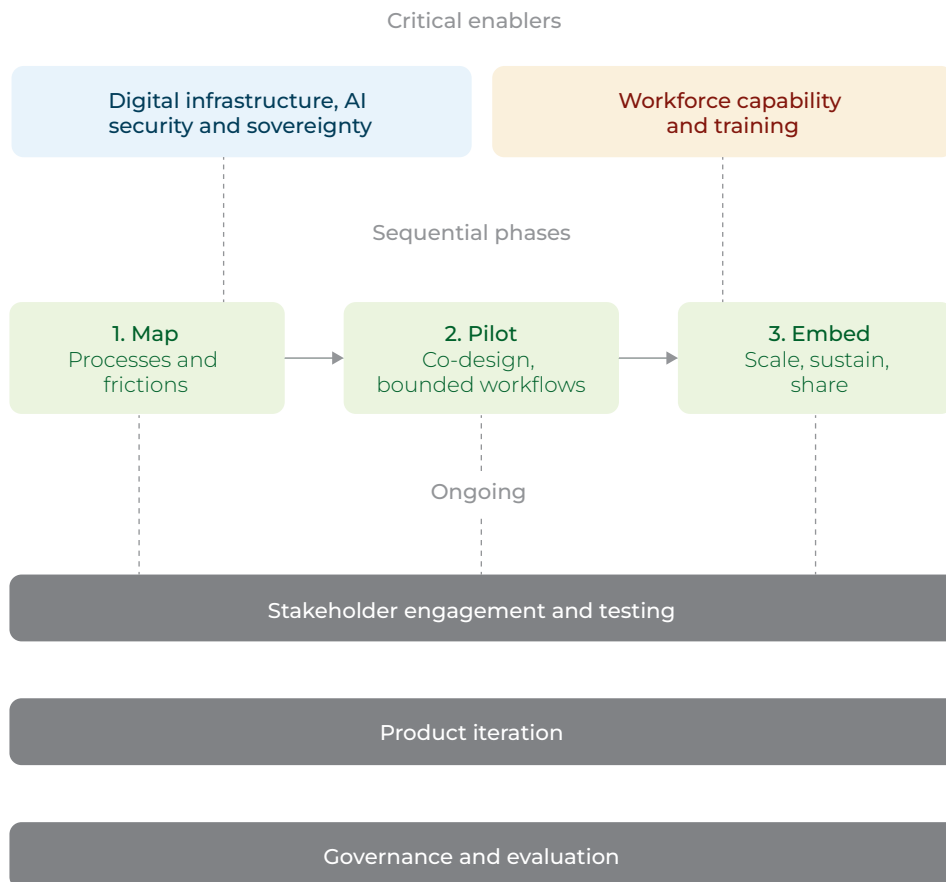 Critical enablers
Digital infrastructure, AI
security and sovereignty
Workforce capability
and training
Sequential phases
1. Map
Processes and
frictions
2. Pilot
Co-design,
bounded workflows
3. Embed
Scale, sustain,
share
Ongoing
Stakeholder engagement and testing
Product iteration
Governance and evaluation